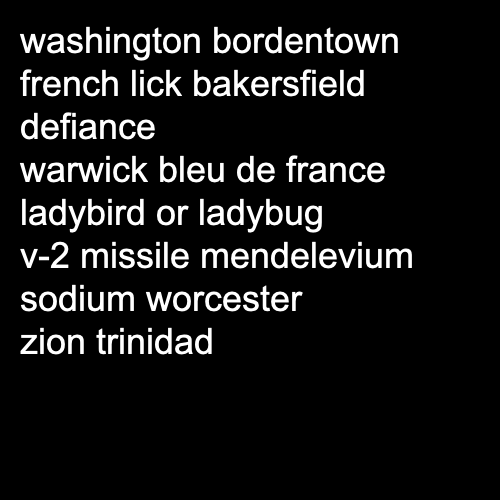 washington bordentown
french lick bakersfield
defiance
warwick bleu de france
ladybird or ladybug
v-2 missile mendelevium
sodium worcester
zion trinidad